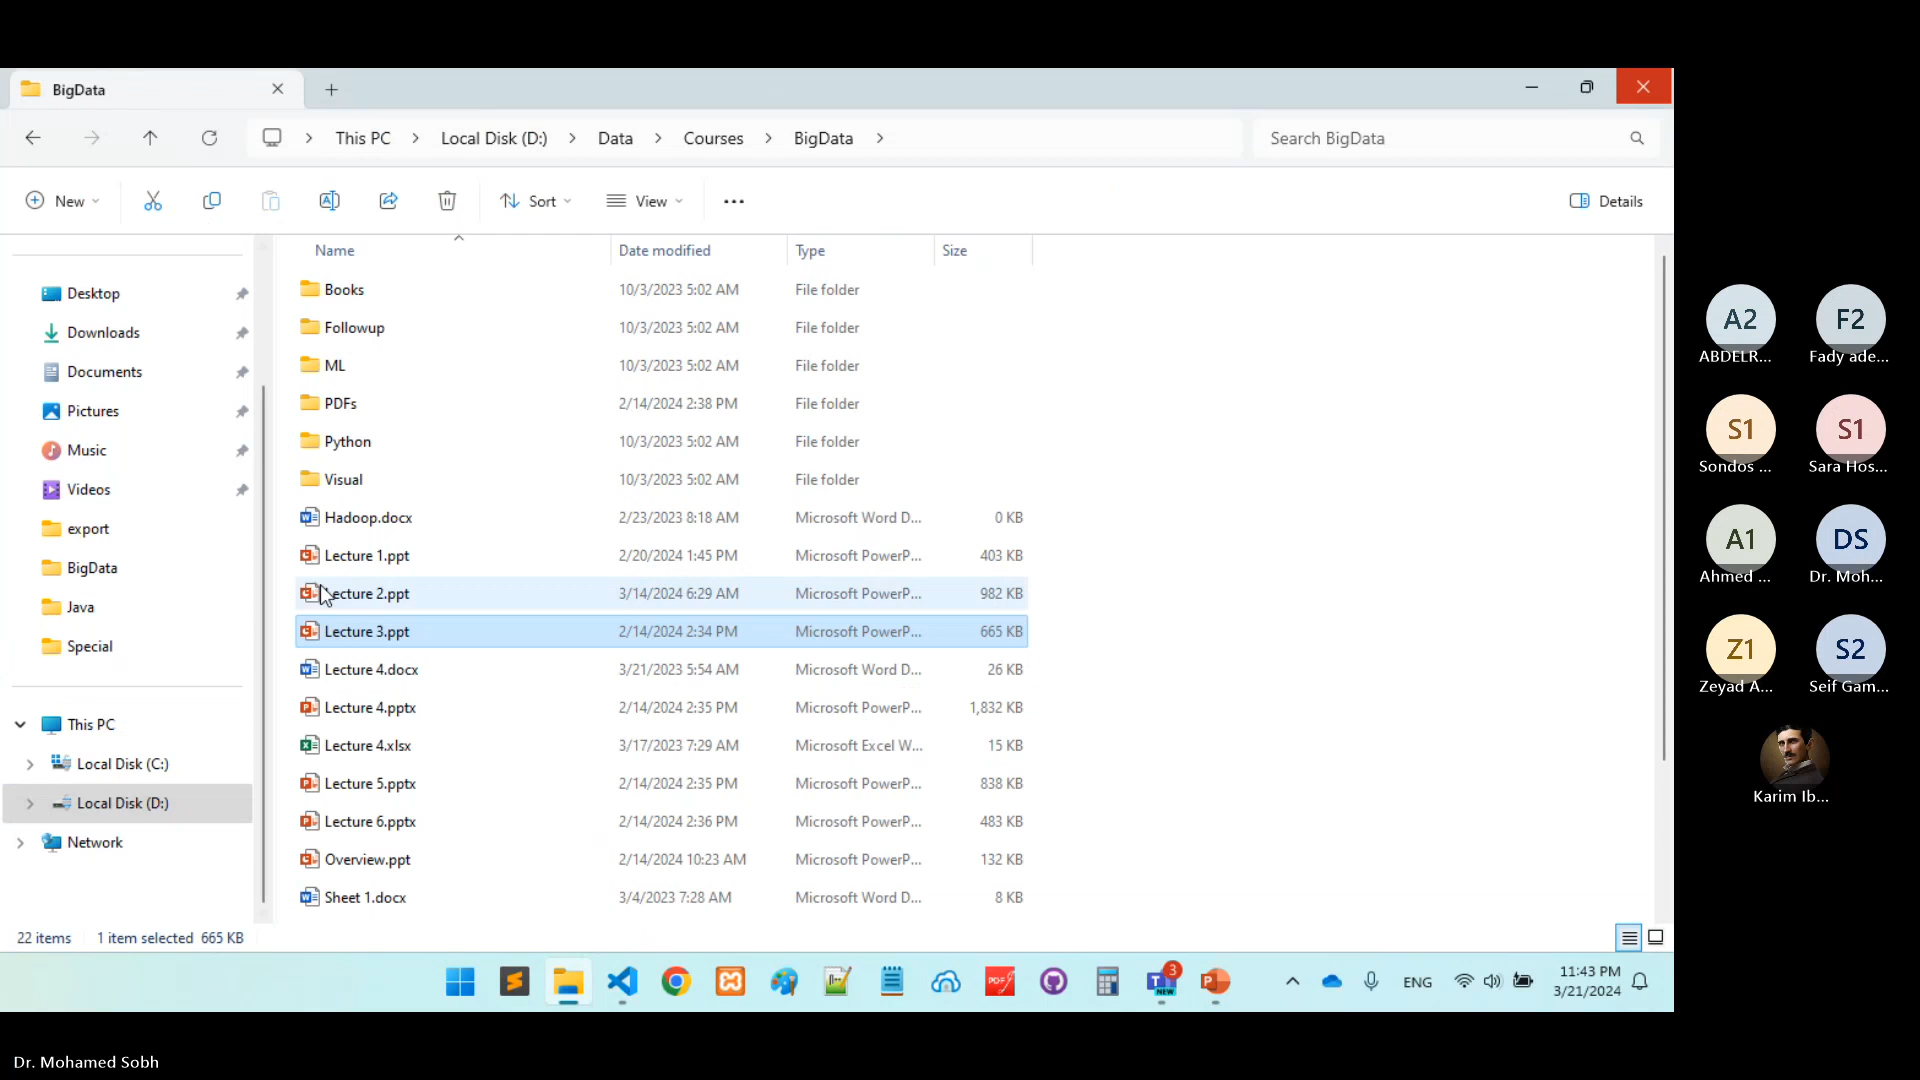 BigData
This PC > Local Disk (D:) > Data > Courses > BigData >
Search BigData
New
Sort
View
Details
Name Date modified Type Size
Desktop
Downloads
Documents
Pictures
Music
Videos
export
BigData
Java
Special
This PC
Local Disk (C:)
Local Disk (D:)
Network
Books 10/3/2023 5:02 AM File folder
Followup 10/3/2023 5:02 AM File folder
ML 10/3/2023 5:02 AM File folder
PDFs 2/14/2024 2:38 PM File folder
Python 10/3/2023 5:02 AM File folder
Visual 10/3/2023 5:02 AM File folder
Hadoop.docx 2/23/2023 8:18 AM Microsoft Word D... 0 KB
Lecture 1.ppt 2/20/2024 1:45 PM Microsoft PowerP... 403 KB
Lecture 2.ppt 3/14/2024 6:29 AM Microsoft PowerP... 982 KB
Lecture 3.ppt 2/14/2024 2:34 PM Microsoft PowerP... 665 KB
Lecture 4.docx 3/21/2023 5:54 AM Microsoft Word D... 26 KB
Lecture 4.pptx 2/14/2024 2:35 PM Microsoft PowerP... 1,832 KB
Lecture 4.xlsx 3/17/2023 7:29 AM Microsoft Excel W... 15 KB
Lecture 5.pptx 2/14/2024 2:35 PM Microsoft PowerP... 838 KB
Lecture 6.pptx 2/14/2024 2:36 PM Microsoft PowerP... 483 KB
Overview.ppt 2/14/2024 10:23 AM Microsoft PowerP... 132 KB
Sheet 1.docx 3/4/2023 7:28 AM Microsoft Word D... 8 KB
22 items 1 item selected 665 KB
ENG
11:43 PM
3/21/2024
3
NEW
A2 F2
ABDELR... Fady ade...
S1 S1
Sondos ... Sara Hos...
A1 DS
Ahmed ... Dr. Moh...
Z1 S2
Zeyad A... Seif Gam...
Karim Ib...
Dr. Mohamed Sobh